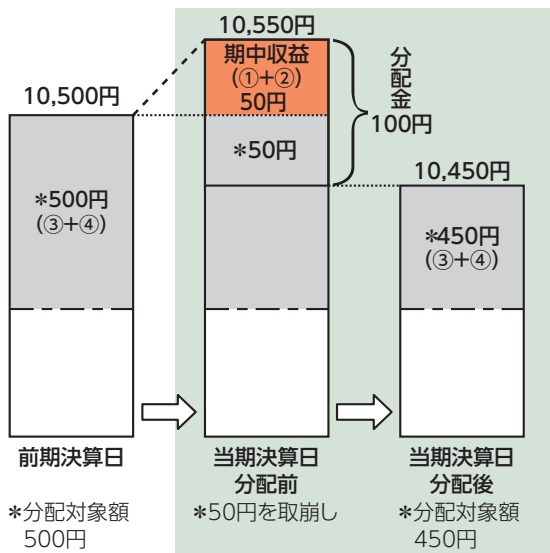 10,500円
*500円
(③+④)
前期決算日
*分配対象額
500円
10,550円
期中収益
(①+②)
50円
*50円
分配金
100円
当期決算日
分配前
*50円を取崩し
10,450円
*450円
(③+④)
当期決算日
分配後
*分配対象額
450円